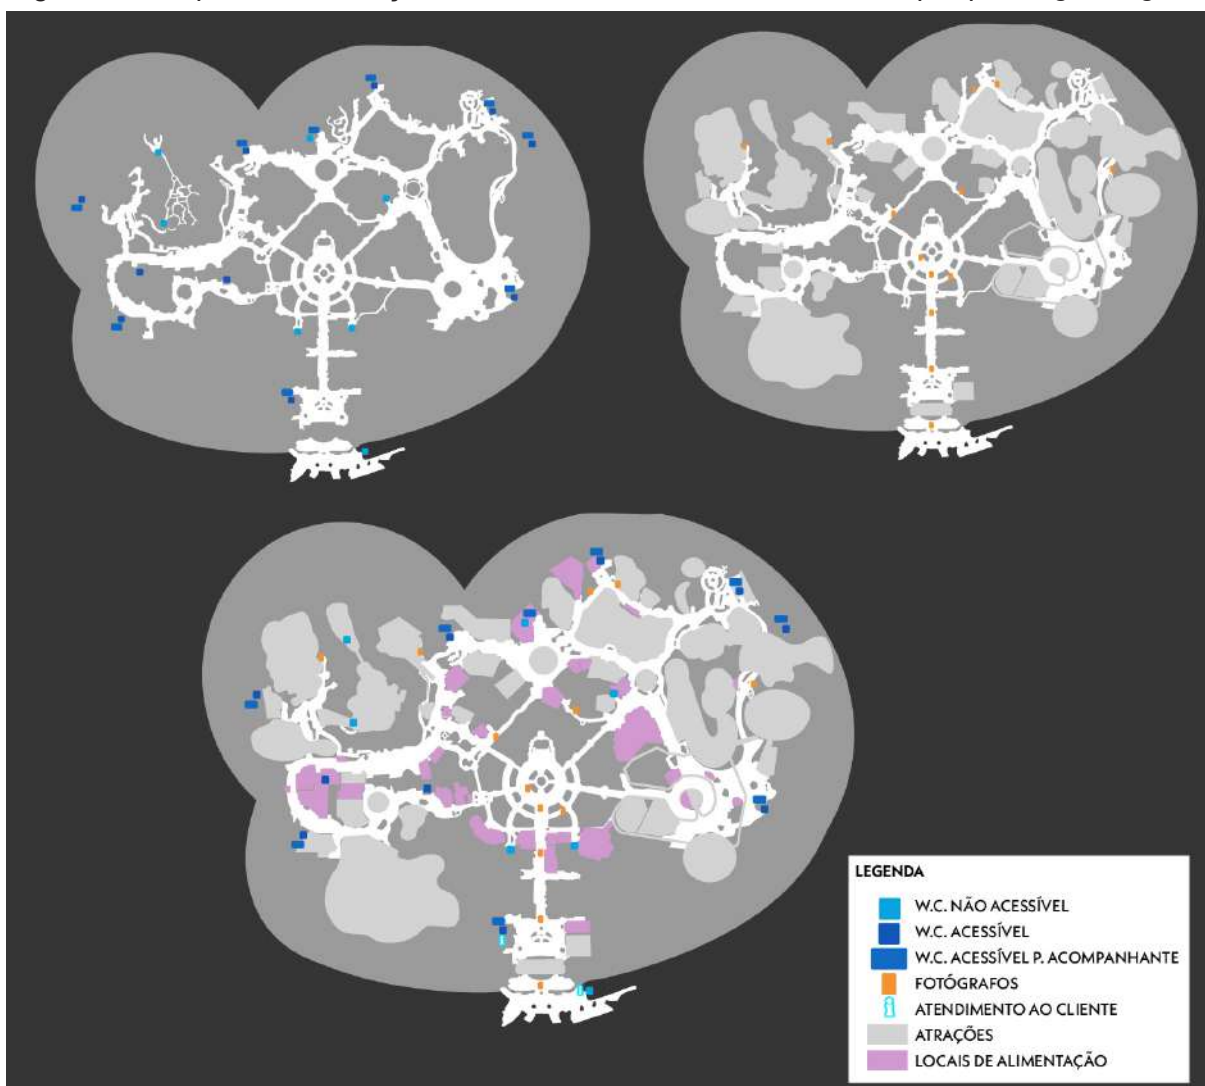 LEGENDA
W.C. NÃO ACESSÍVEL
W.C. ACESSÍVEL
W.C. ACESSÍVEL P. ACOMPANHANTE
FOTÓGRAFOS
ATENDIMENTO AO CLIENTE
ATRAÇÕES
LOCAIS DE ALIMENTAÇÃO